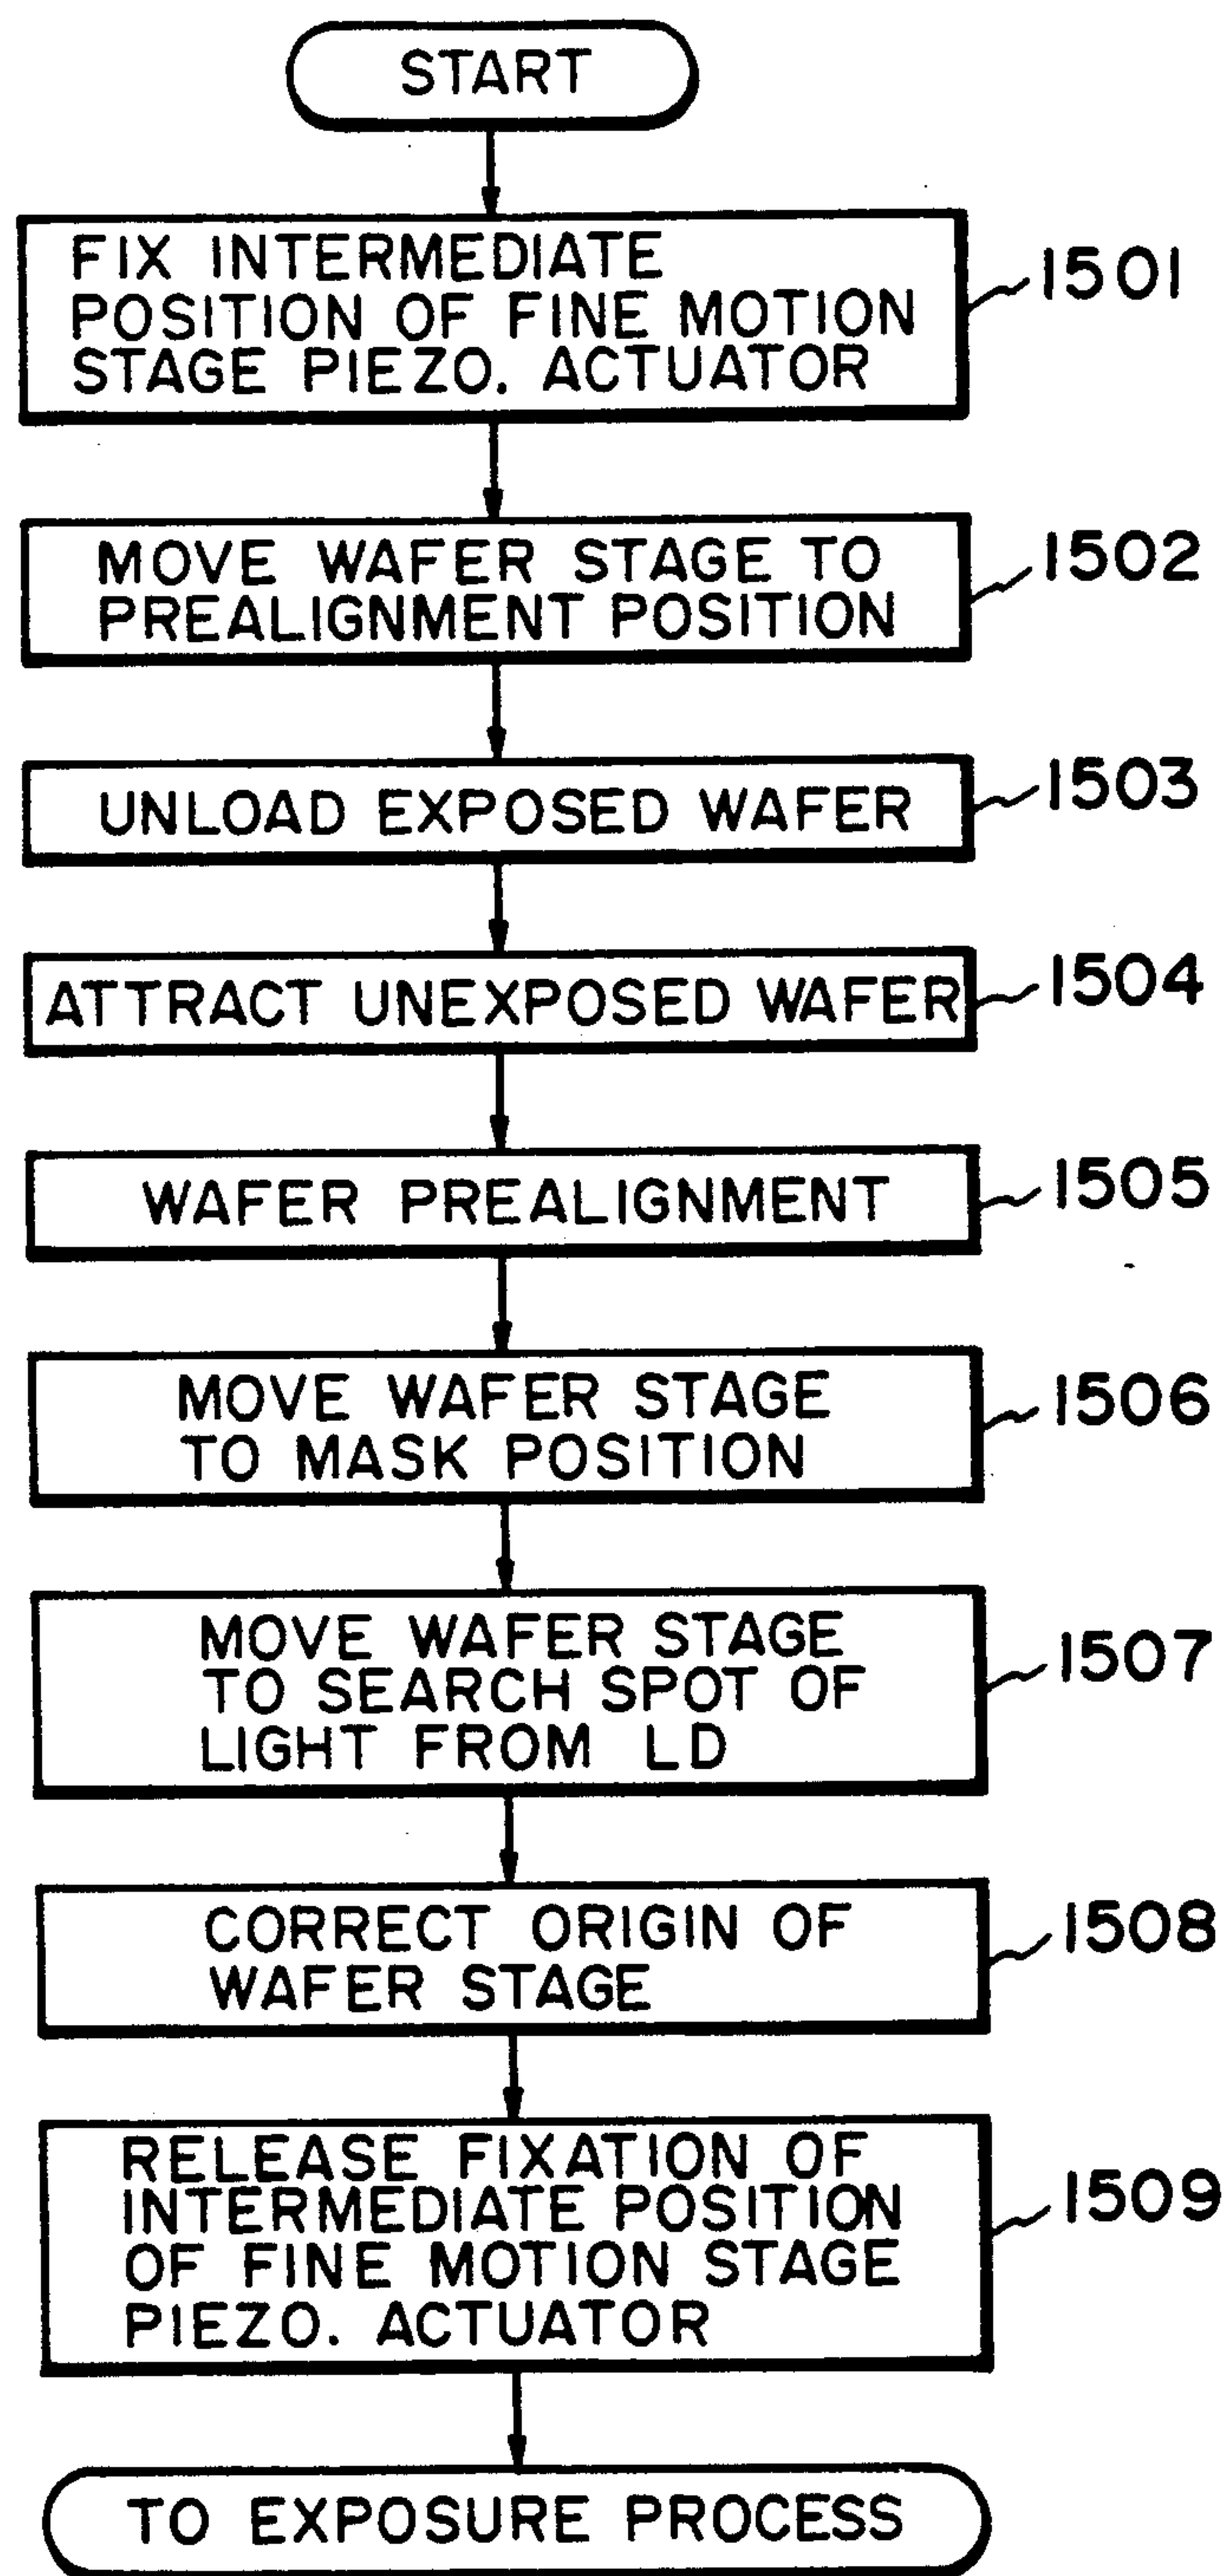 START
FIX INTERMEDIATE
POSITION OF FINE MOTION
STAGE PIEZO. ACTUATOR
1501
MOVE WAFER STAGE TO
PREALIGNMENT POSITION
1502
UNLOAD EXPOSED WAFER
1503
ATTRACT UNEXPOSED WAFER
1504
WAFER PREALIGNMENT
1505
MOVE WAFER STAGE
TO MASK POSITION
1506
MOVE WAFER STAGE
TO SEARCH SPOT OF
LIGHT FROM LD
1507
CORRECT ORIGIN OF
WAFER STAGE
1508
RELEASE FIXATION OF
INTERMEDIATE POSITION
OF FINE MOTION STAGE
PIEZO. ACTUATOR
1509
TO EXPOSURE PROCESS